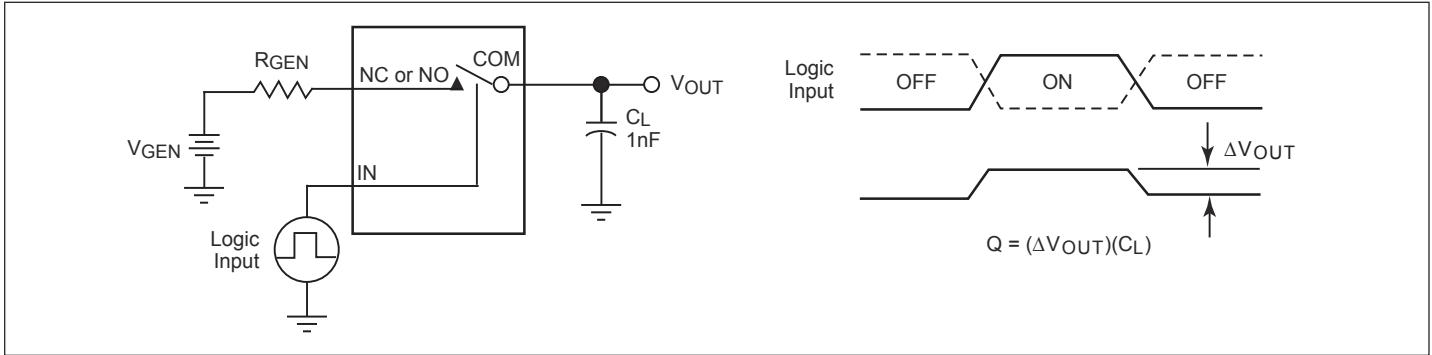 RGEN
NC or NO
COM
VOUT
CL
1nF
VGEN
IN
Logic
Input
Logic
Input
OFF
ON
OFF
ΔVOUT
Q = (ΔVOUT)(CL)